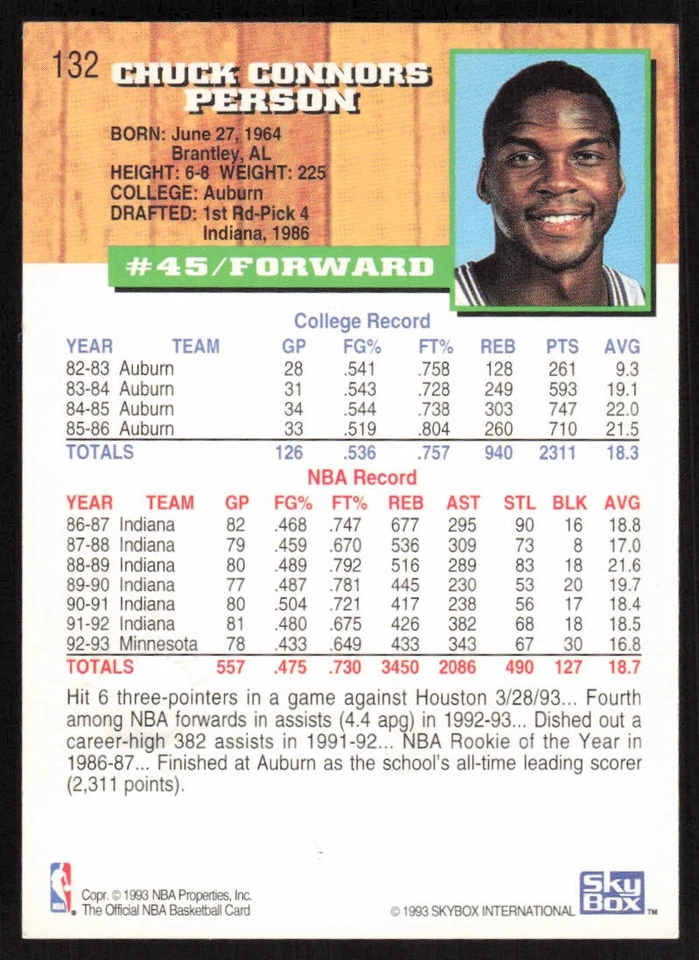 132
CHUCK CONNORS
PERSON
BORN: June 27, 1964
Brantley, AL
HEIGHT: 6-8 WEIGHT: 225
COLLEGE: Auburn
DRAFTED: 1st Rd-Pick 4
Indiana, 1986
#45/FORWARD
College Record
YEAR TEAM GP FG% FT% REB PTS AVG
82-83 Auburn 28 .541 .758 128 261 9.3
83-84 Auburn 31 .543 .728 249 593 19.1
84-85 Auburn 34 .544 .738 303 747 22.0
85-86 Auburn 33 .519 .804 260 710 21.5
TOTALS 126 .536 .757 940 2311 18.3
NBA Record
YEAR TEAM GP FG% FT% REB AST STL BLK AVG
86-87 Indiana 82 .468 .747 677 295 90 16 18.8
87-88 Indiana 79 .459 .670 536 309 73 8 17.0
88-89 Indiana 80 .489 .792 516 289 83 18 21.6
89-90 Indiana 77 .487 .781 445 230 53 20 19.7
90-91 Indiana 80 .504 .721 417 238 56 17 18.4
91-92 Indiana 81 .480 .675 426 382 68 18 18.5
92-93 Minnesota 78 .433 .649 433 343 67 30 16.8
TOTALS 557 .475 .730 3450 2086 490 127 18.7
Hit 6 three-pointers in a game against Houston 3/28/93... Fourth
among NBA forwards in assists (4.4 apg) in 1992-93... Dished out a
career-high 382 assists in 1991-92... NBA Rookie of the Year in
1986-87... Finished at Auburn as the school's all-time leading scorer
(2,311 points).
NBA
Copr. © 1993 NBA Properties, Inc.
The Official NBA Basketball Card
© 1993 SKYBOX INTERNATIONAL
Sky
Box
™